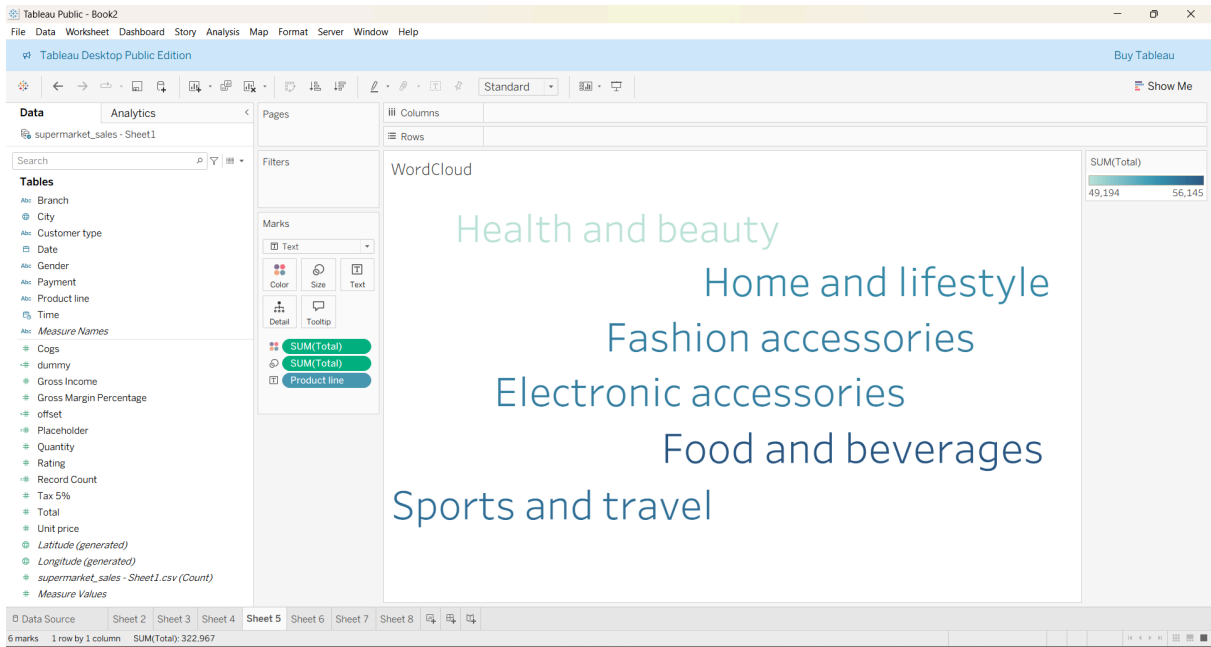 Tableau Public - Book2
File Data Worksheet Dashboard Story Analysis Map Format Server Window Help
Tableau Desktop Public Edition
Buy Tableau
Standard
Show Me
Data
Analytics
supermarket_sales - Sheet1
Search
Tables
Abc Branch
City
Abc Customer type
Date
Abc Gender
Abc Payment
Abc Product line
Time
Abc Measure Names
# Cogs
=# dummy
Gross Income
# Gross Margin Percentage
=# offset
=# Placeholder
# Quantity
# Rating
=# Record Count
# Tax 5%
# Total
# Unit price
Latitude (generated)
Longitude (generated)
# supermarket_sales - Sheet1.csv (Count)
# Measure Values
Pages
Filters
Marks
T Text
Color
Size
T Text
Detail
Tooltip
SUM(Total)
SUM(Total)
T Product line
iii Columns
Rows
WordCloud
Health and beauty
Home and lifestyle
Fashion accessories
Electronic accessories
Food and beverages
Sports and travel
SUM(Total)
49,194 56,145
Data Source Sheet 2 Sheet 3 Sheet 4 Sheet 5 Sheet 6 Sheet 7 Sheet 8
6 marks 1 row by 1 column SUM(Total): 322,967